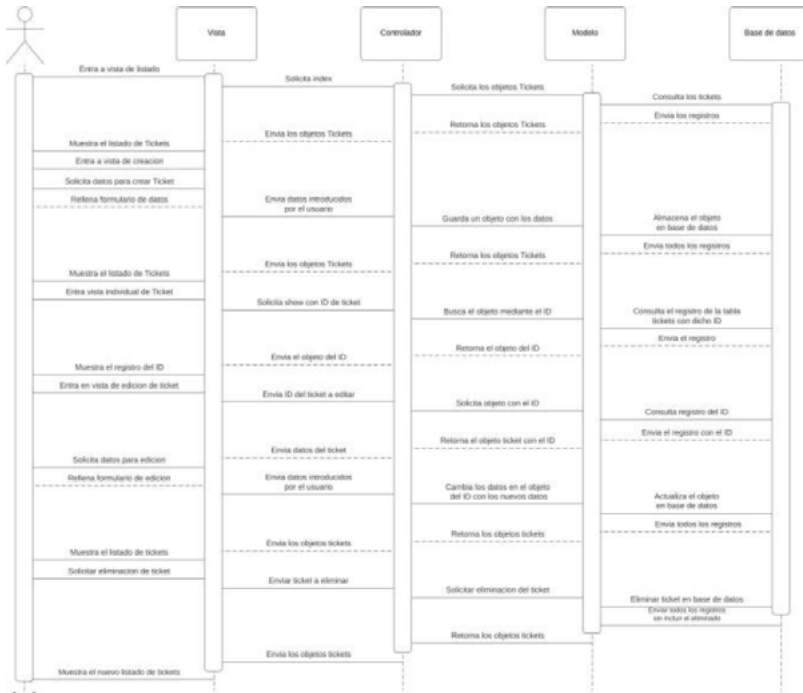 Vista
Controlador
Modelo
Base de datos
Entra a vista de listado
Solicita index
Solicita los objetos Tickets
Consulta los tickets
Envia los registros
Retorna los objetos Tickets
Envia los objetos Tickets
Muestra el listado de Tickets
Entra a vista de creacion
Solicita datos para crear Ticket
Rellena formulario de datos
Envia datos introducidos
por el usuario
Guarda un objeto con los datos
Almacena el objeto
en base de datos
Envia todos los registros
Retorna los objetos Tickets
Envia los objetos Tickets
Muestra el listado de Tickets
Entra vista individual de Ticket
Solicita show con ID de ticket
Busca el objeto mediante el ID
Consulta el registro de la tabla
tickets con dicho ID
Envia el registro
Retorna el objeto del ID
Envia el objeto del ID
Muestra el registro del ID
Entra en vista de edicion de ticket
Envia ID del ticket a editar
Solicita objeto con el ID
Consulta registro del ID
Envia el registro con el ID
Retorna el objeto ticket con el ID
Envia datos del ticket
Solicita datos para edicion
Rellena formulario de edicion
Envia datos introducidos
por el usuario
Cambia los datos en el objeto
del ID con los nuevos datos
Actualiza el objeto
en base de datos
Envia todos los registros
Retorna los objetos tickets
Envia los objetos tickets
Muestra el listado de tickets
Solicitar eliminacion de ticket
Enviar ticket a eliminar
Solicitar eliminacion del ticket
Eliminar ticket en base de datos
Enviar todos los registros
sin incluir el eliminado
Retorna los objetos tickets
Envia los objetos tickets
Muestra el nuevo listado de tickets